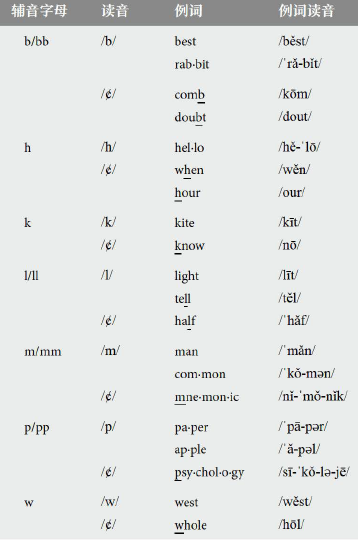 辅音字母 读音 例词 例词读音
b/bb /b/ best /bĕst/
rab·bit /ˈră-bĭt/
/¢/ comb /kōm/
doubt /dout/
h /h/ hel·lo /hĕ-ˈlō/
/¢/ when /wĕn/
hour /our/
k /k/ kite /kīt/
/¢/ know /nō/
l/ll /l/ light /līt/
tell /tĕl/
/¢/ half /ˈhăf/
m/mm /m/ man /ˈmăn/
com·mon /ˈkŏ-mən/
/¢/ mne·mon·ic /nĭ-ˈmŏ-nĭk/
p/pp /p/ pa·per /ˈpā-pər/
ap·ple /ˈă-pəl/
/¢/ psy·chol·o·gy /sī-ˈkŏ-lə-jē/
w /w/ west /wĕst/
/¢/ whole /hōl/